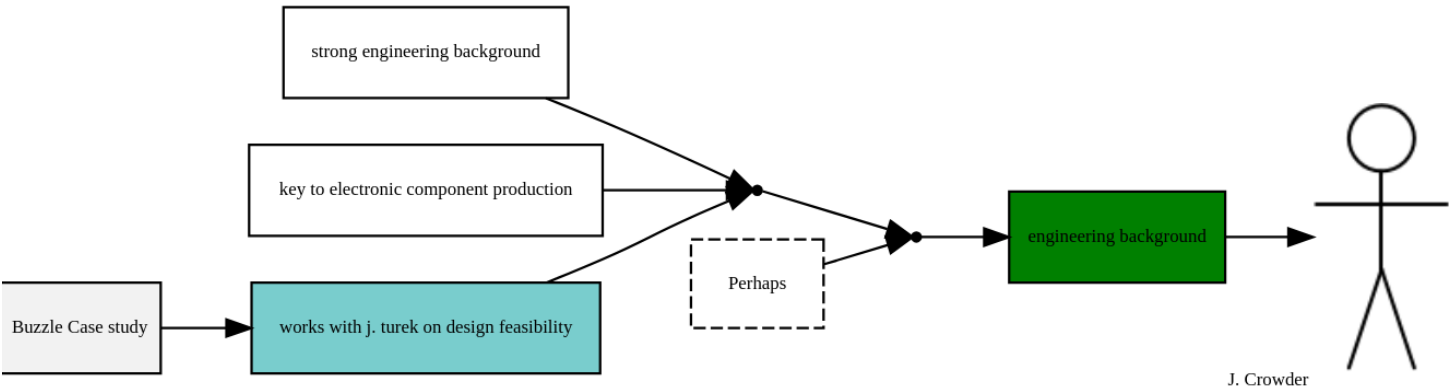 strong engineering background
key to electronic component production
Perhaps
engineering background
Buzzle Case study
works with j. turek on design feasibility
J. Crowder